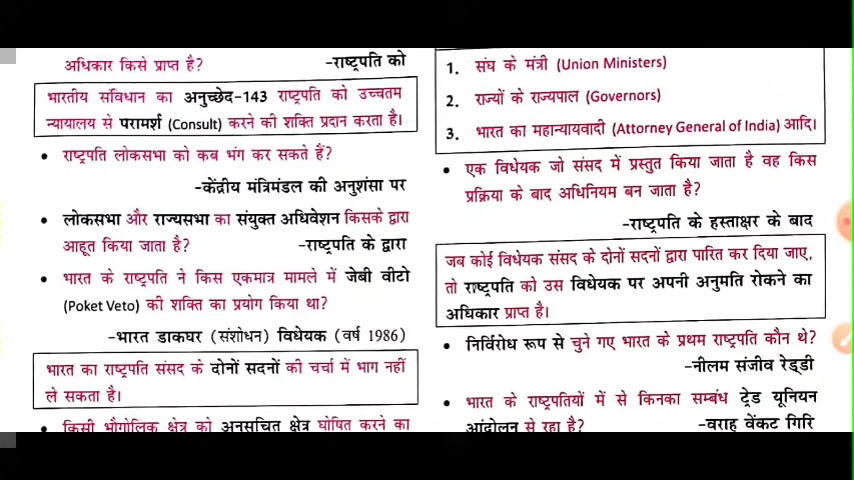 अधिकार किसे प्राप्त है? -राष्ट्रपति को
भारतीय संविधान का अनुच्छेद-143 राष्ट्रपति को उच्चतम
न्यायालय से परामर्श (Consult) करने की शक्ति प्रदान करता है।
• राष्ट्रपति लोकसभा को कब भंग कर सकते हैं?
-केंद्रीय मंत्रिमंडल की अनुशंसा पर
• लोकसभा और राज्यसभा का संयुक्त अधिवेशन किसके द्वारा
आहूत किया जाता है? -राष्ट्रपति के द्वारा
• भारत के राष्ट्रपति ने किस एकमात्र मामले में जेबी वीटो
(Poket Veto) की शक्ति का प्रयोग किया था?
-भारत डाकघर (संशोधन) विधेयक (वर्ष 1986)
भारत का राष्ट्रपति संसद के दोनों सदनों की चर्चा में भाग नहीं
ले सकता है।
• किसी भौगोलिक क्षेत्र को अनुसूचित क्षेत्र घोषित करने का
1. संघ के मंत्री (Union Ministers)
2. राज्यों के राज्यपाल (Governors)
3. भारत का महान्यायवादी (Attorney General of India) आदि।
• एक विधेयक जो संसद में प्रस्तुत किया जाता है वह किस
प्रक्रिया के बाद अधिनियम बन जाता है?
-राष्ट्रपति के हस्ताक्षर के बाद
जब कोई विधेयक संसद के दोनों सदनों द्वारा पारित कर दिया जाए,
तो राष्ट्रपति को उस विधेयक पर अपनी अनुमति रोकने का
अधिकार प्राप्त है।
• निर्विरोध रूप से चुने गए भारत के प्रथम राष्ट्रपति कौन थे?
-नीलम संजीव रेड्डी
• भारत के राष्ट्रपतियों में से किनका सम्बंध ट्रेड यूनियन
आंदोलन से रहा है? -वराह वेंकट गिरि